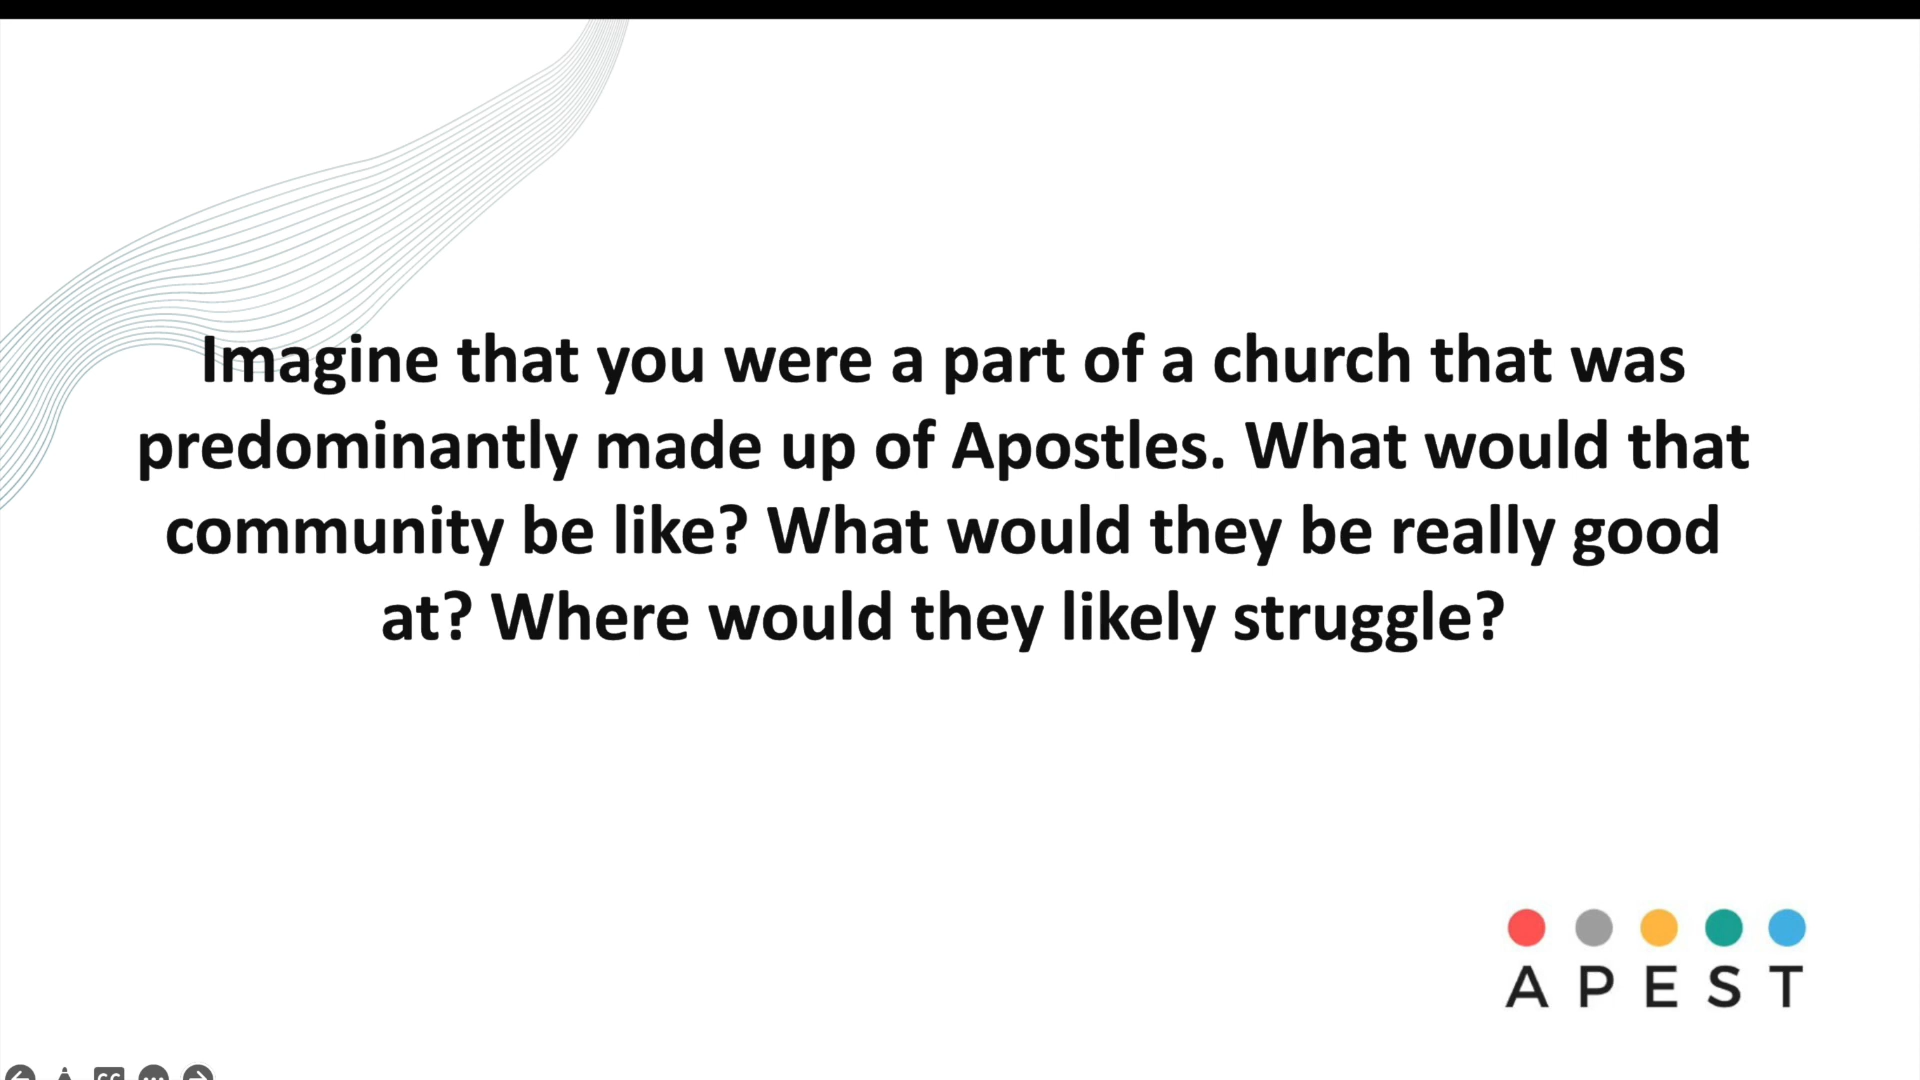 Imagine that you were a part of a church that was
predominantly made up of Apostles. What would that
community be like? What would they be really good
at? Where would they likely struggle?
A P E S T